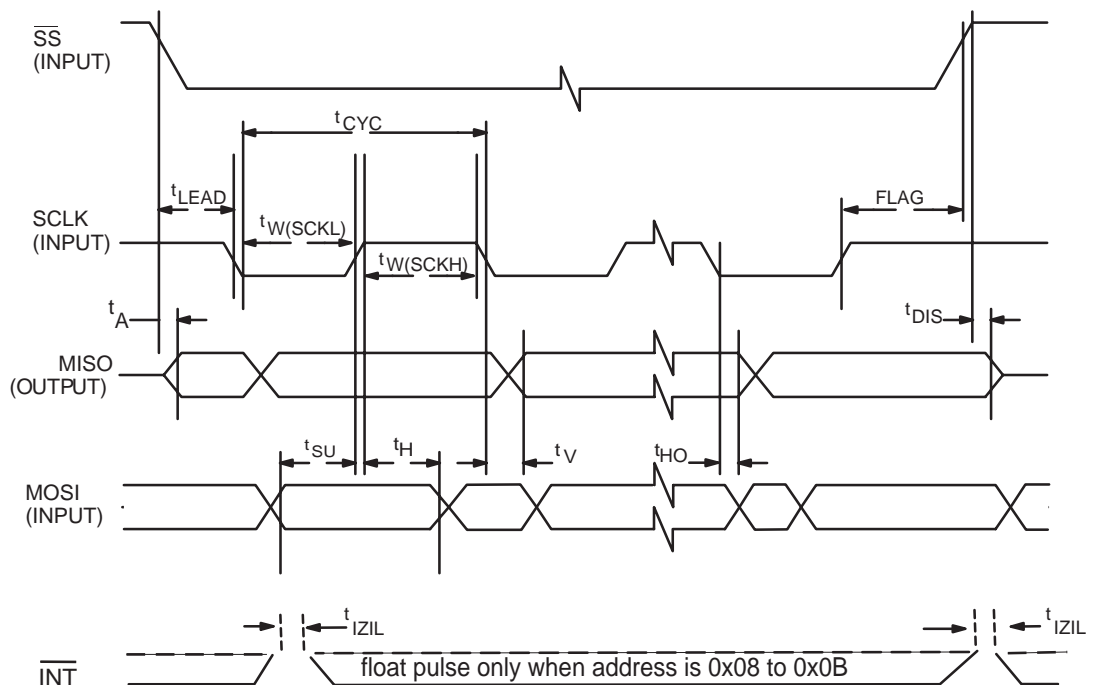 SS
(INPUT)
tCYC
tLEAD
FLAG
SCLK
(INPUT)
tW(SCKL)
tW(SCKH)
tA
tDIS
MISO
(OUTPUT)
tSU
tH
tV
tHO
MOSI
(INPUT)
tIZIL
tIZIL
INT
float pulse only when address is 0x08 to 0x0B